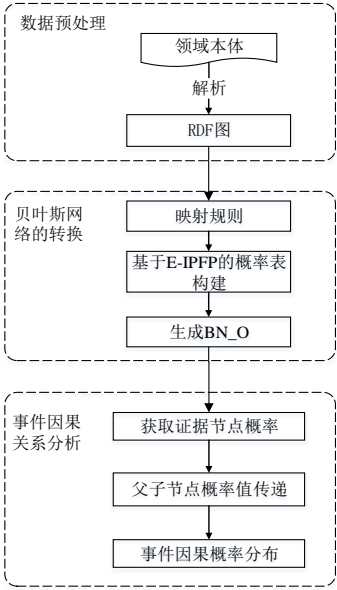 数据预处理
领域本体
解析
RDF图
贝叶斯网
络的转换
映射规则
基于E-IPFP的概率表
构建
生成BN_O
事件因果
关系分析
获取证据节点概率
父子节点概率值传递
事件因果概率分布